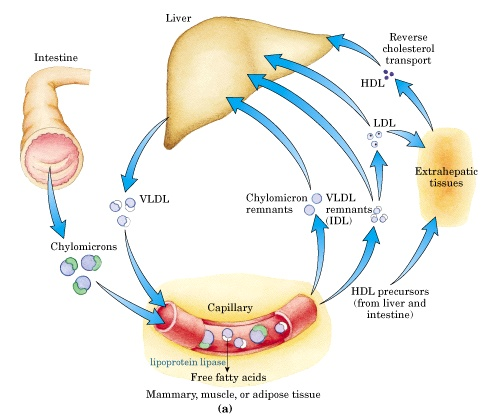 Liver
Reverse
cholesterol
transport
Intestine
HDL
LDL
Extrahepatic
tissues
VLDL
Chylomicron
remnants
VLDL
remnants
(IDL)
Chylomicrons
HDL precursors
(from liver and
intestine)
Capillary
lipoprotein lipase
Free fatty acids
Mammary, muscle, or adipose tissue
(a)